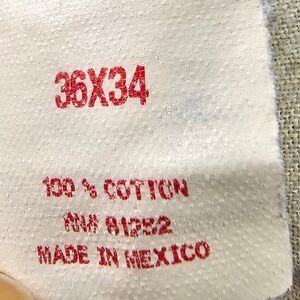 36X34
100 % COTTON
RN# 81252
MADE IN MEXICO